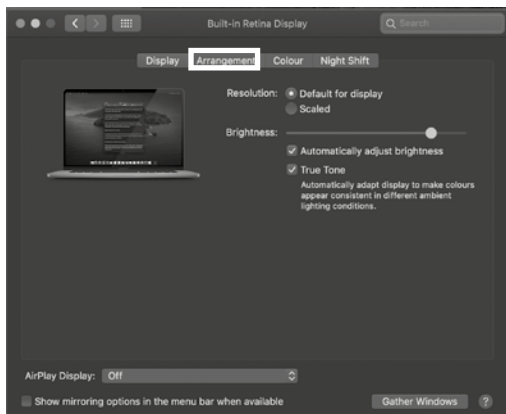 Built-in Retina Display
Search
Display Arrangement Colour Night Shift
Resolution: Default for display
Scaled
Brightness:
Automatically adjust brightness
True Tone
Automatically adapt display to make colours
appear consistent in different ambient
lighting conditions.
AirPlay Display: Off
Show mirroring options in the menu bar when available
Gather Windows ?